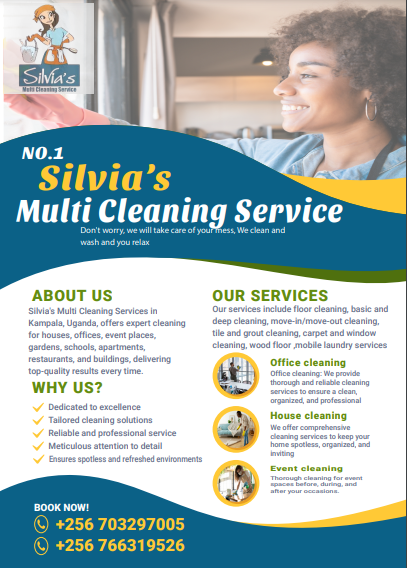 Silvia's
Multi Cleaning Service
NO.1
Silvia's
Multi Cleaning Service
Don't worry, we will take care of your mess, We clean and
wash and you relax
ABOUT US
Silvia's Multi Cleaning Services in
Kampala, Uganda, offers expert cleaning
for houses, offices, event places,
gardens, schools, apartments,
restaurants, and buildings, delivering
top-quality results every time.
WHY US?
Dedicated to excellence
Tailored cleaning solutions
Reliable and professional service
Meticulous attention to detail
Ensures spotless and refreshed environments
OUR SERVICES
Our services include floor cleaning, basic and
deep cleaning, move-in/move-out cleaning,
tile and grout cleaning, carpet and window
cleaning, wood floor ,mobile laundry services
Office cleaning
Office cleaning: We provide
thorough and reliable cleaning
services to ensure a clean,
organized, and professional
House cleaning
We offer comprehensive
cleaning services to keep your
home spotless, organized, and
inviting
Event cleaning
Thorough cleaning for event
spaces before, during, and
after your occasions.
BOOK NOW!
+256 703297005
+256 766319526